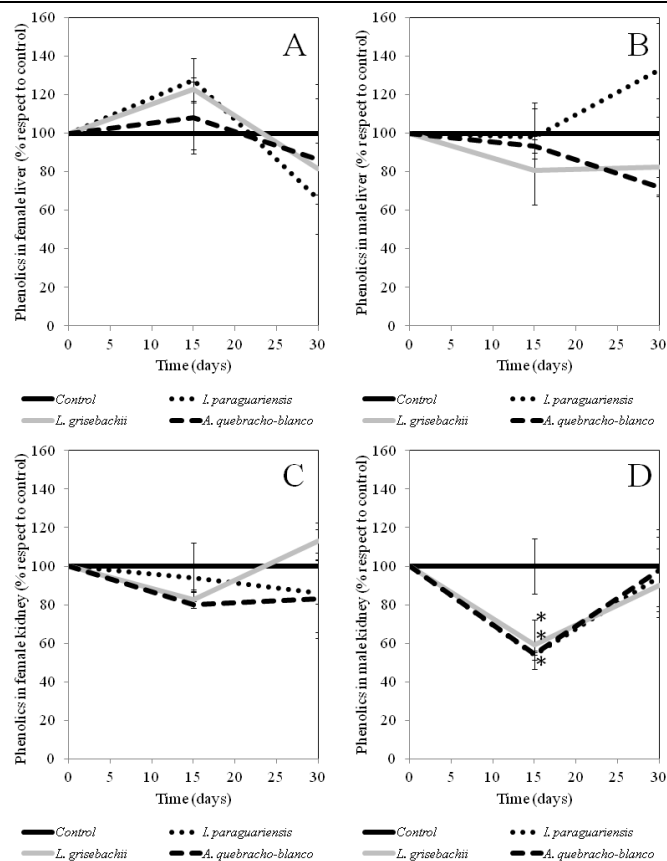 A
Phenolics in female liver (% respect to control)
160
140
120
100
80
60
40
20
0
0 5 10 15 20 25 30
Time (days)
Control
I. paraguariensis
L. grisebachii
A. quebracho-blanco
B
Phenolics in male liver (% respect to control)
160
140
120
100
80
60
40
20
0
0 5 10 15 20 25 30
Time (days)
Control
I. paraguariensis
L. grisebachii
A. quebracho-blanco
C
Phenolics in female kidney (% respect to control)
160
140
120
100
80
60
40
20
0
0 5 10 15 20 25 30
Time (days)
Control
I. paraguariensis
L. grisebachii
A. quebracho-blanco
D
Phenolics in male kidney (% respect to control)
160
140
120
100
80
60
40
20
0
*
*
*
0 5 10 15 20 25 30
Time (days)
Control
I. paraguariensis
L. grisebachii
A. quebracho-blanco